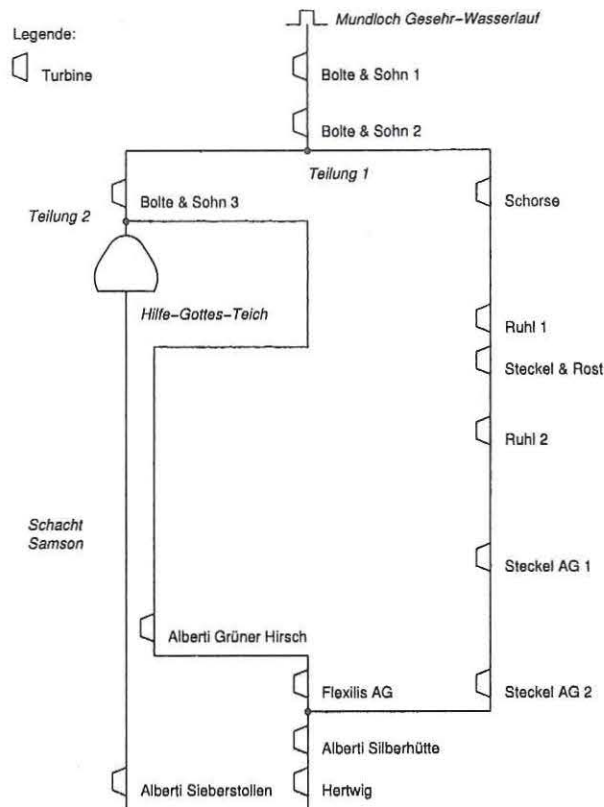 Mundloch Gesehr-Wasserlauf
Legende:
Turbine
Bolte & Sohn 1
Bolte & Sohn 2
Teilung 1
Bolte & Sohn 3
Schorse
Teilung 2
Hilfe-Gottes-Teich
Ruhl 1
Steckel & Rost
Ruhl 2
Schacht
Samson
Steckel AG 1
Alberti Grüner Hirsch
Flexilis AG
Steckel AG 2
Alberti Silberhütte
Alberti Sieberstollen
Hertwig